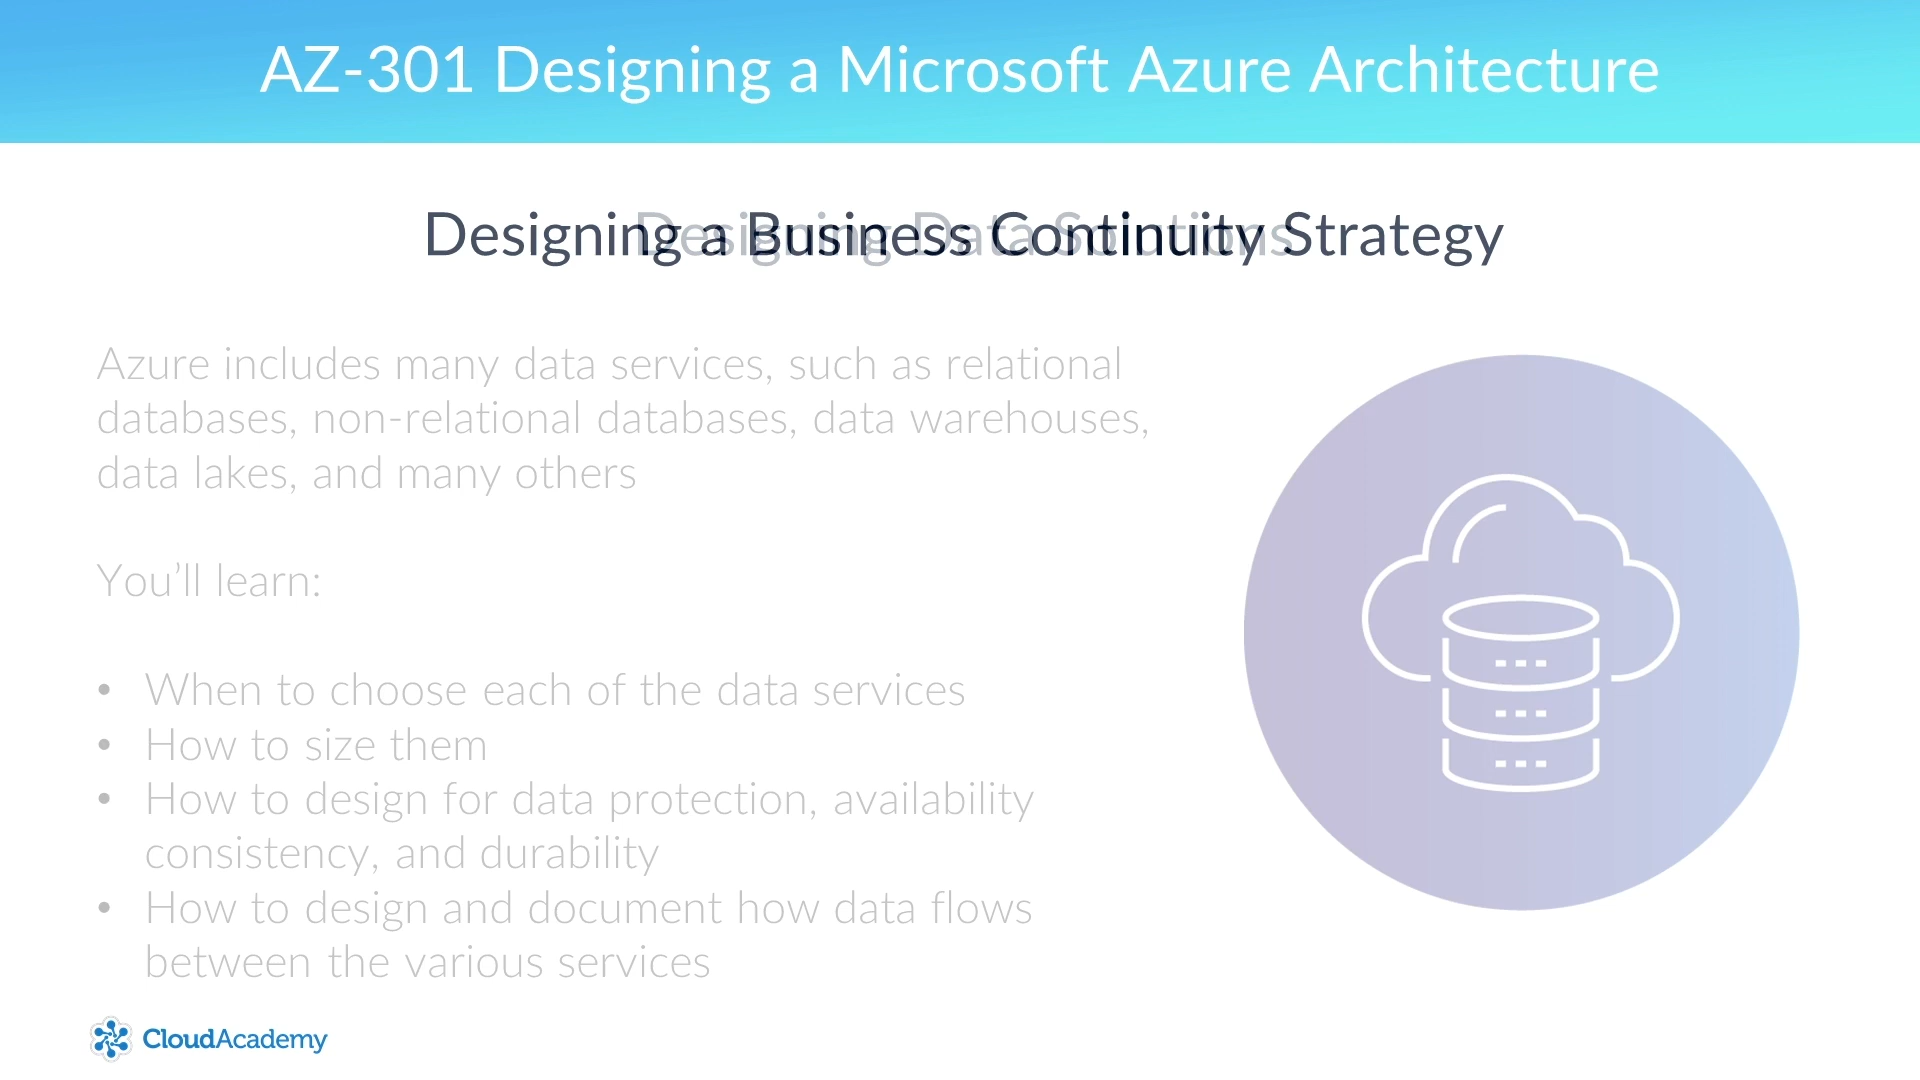 AZ-301 Designing a Microsoft Azure Architecture
Designing a Business Continuity Strategy
Designing Data Solutions
Azure includes many data services, such as relational
databases, non-relational databases, data warehouses,
data lakes, and many others
You’ll learn:
• When to choose each of the data services
• How to size them
• How to design for data protection, availability
consistency, and durability
• How to design and document how data flows
between the various services
CloudAcademy